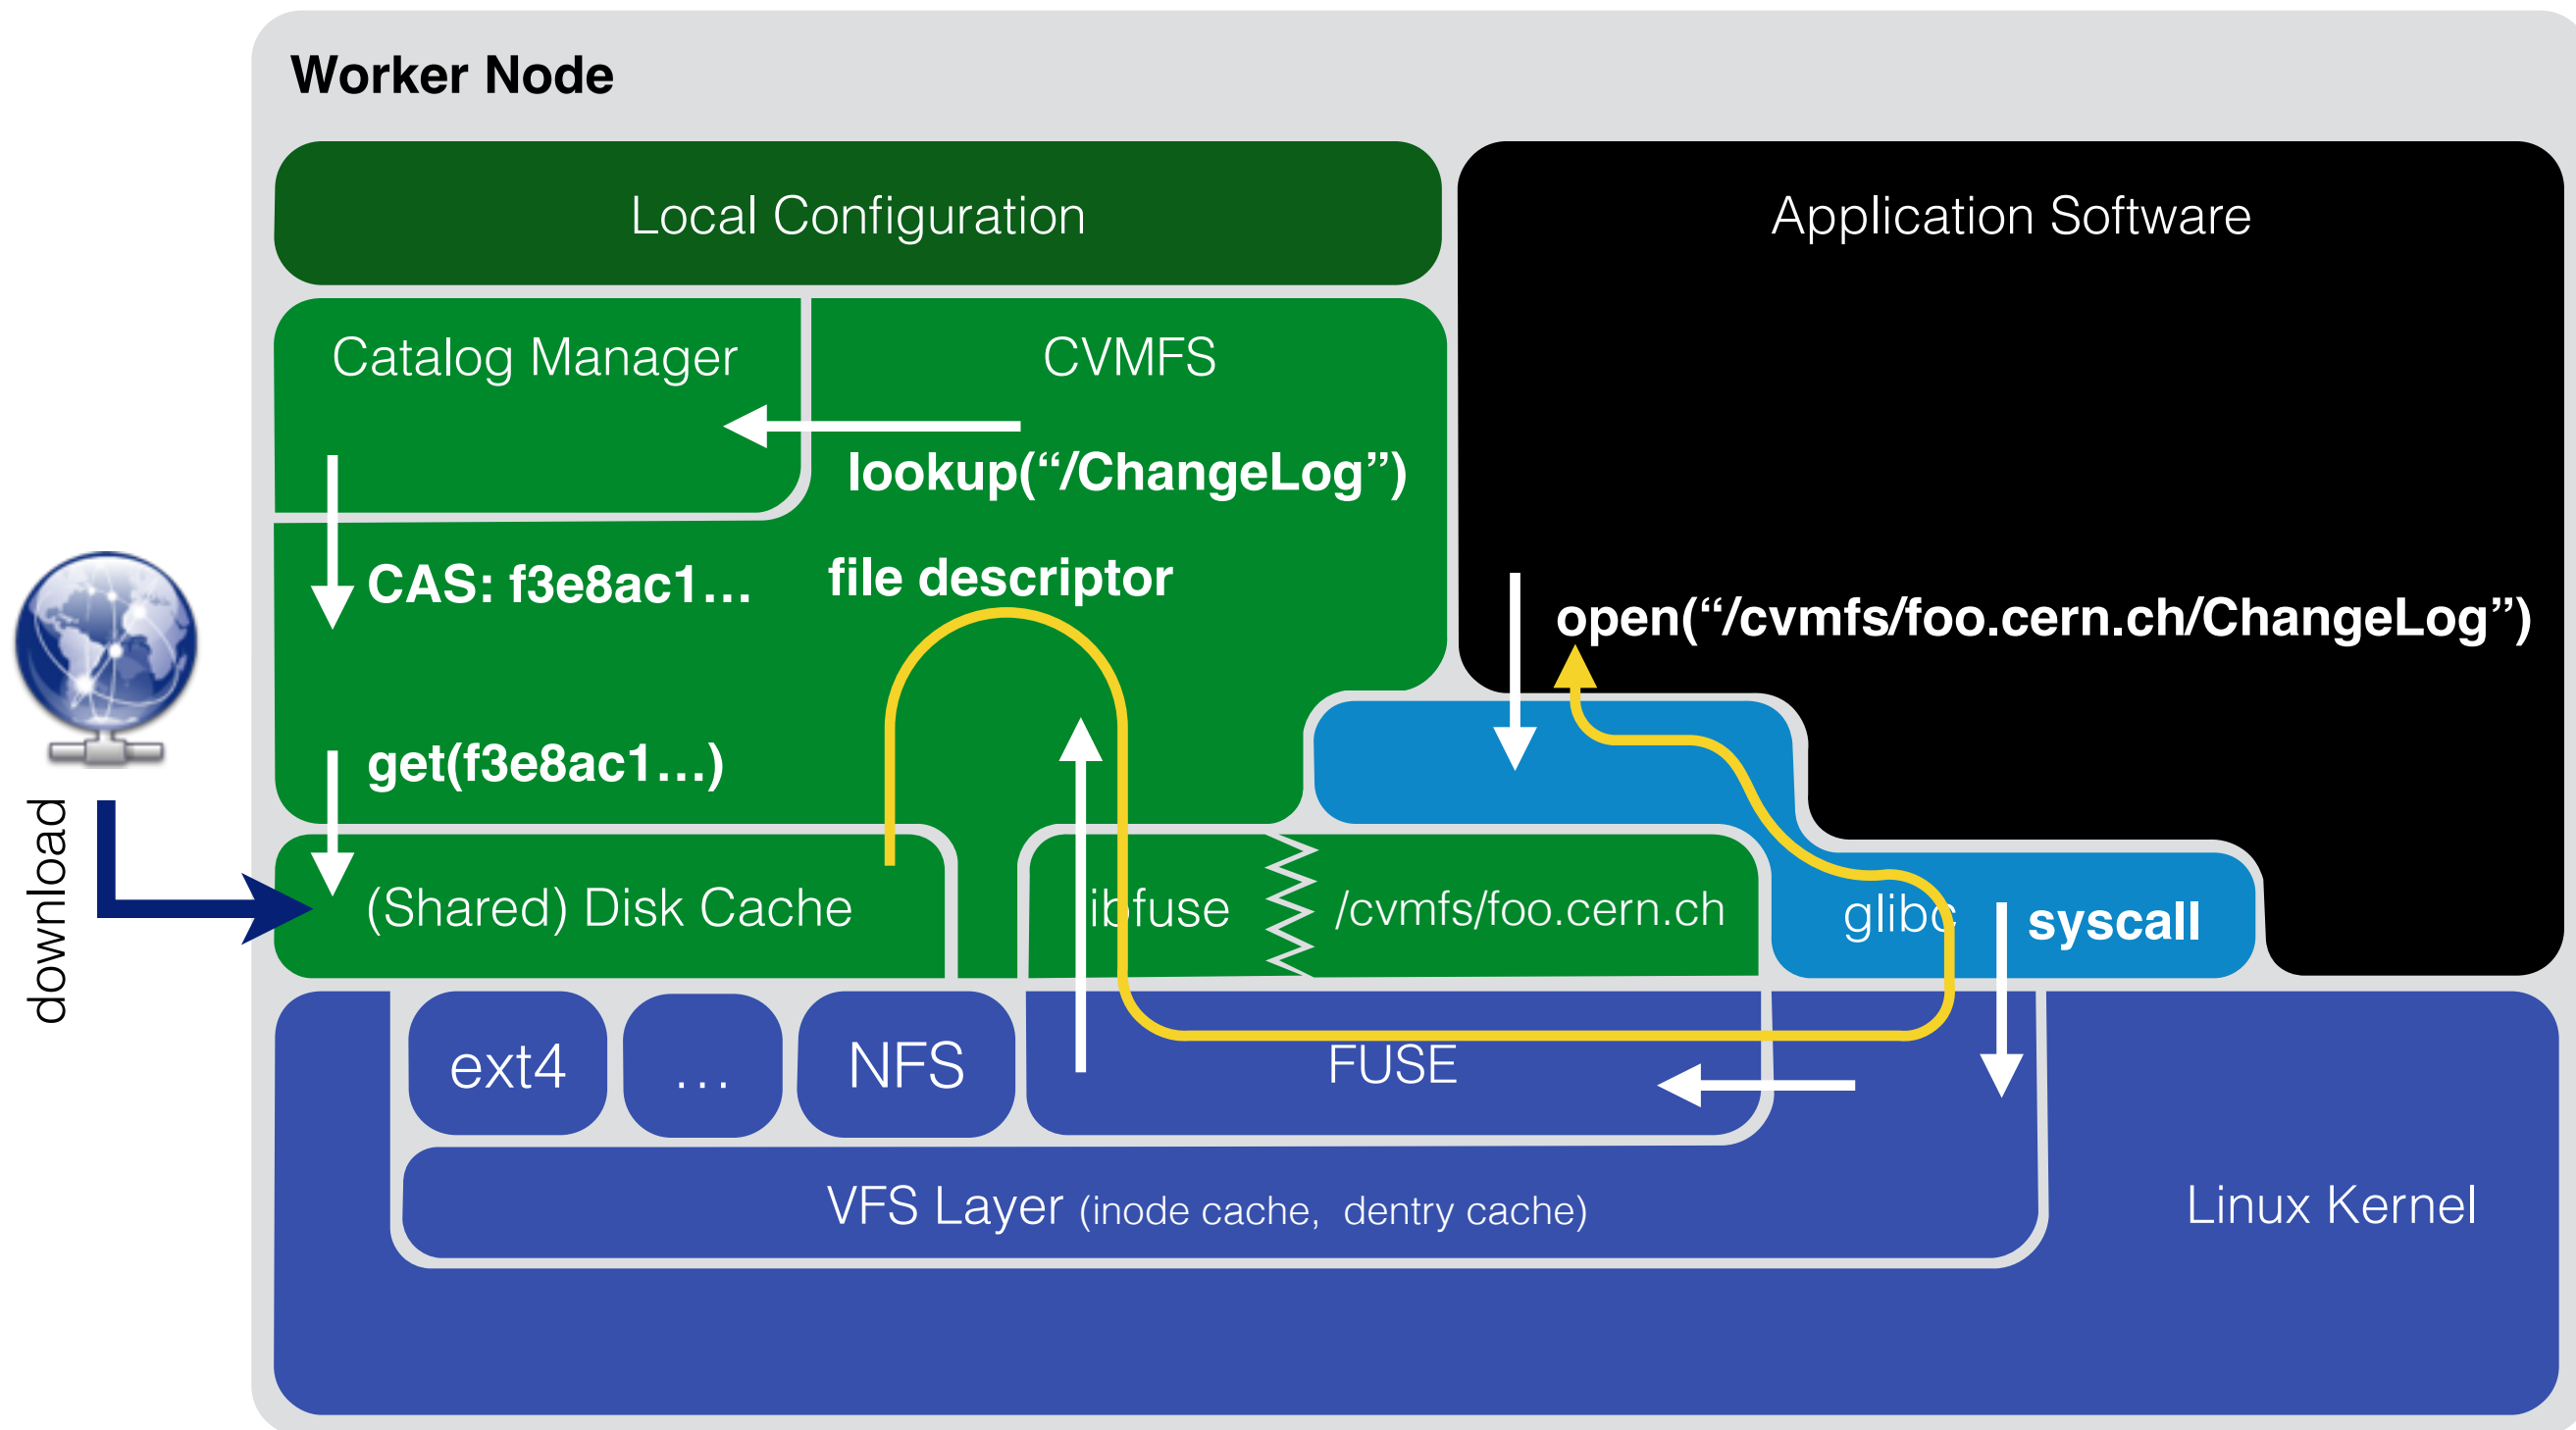 Worker Node
Local Configuration
Application Software
Catalog Manager
CVMFS
lookup(“/ChangeLog”)
CAS: f3e8ac1…
file descriptor
open(“/cvmfs/foo.cern.ch/ChangeLog”)
get(f3e8ac1…)
download
(Shared) Disk Cache
libfuse
/cvmfs/foo.cern.ch
glibc
syscall
ext4
…
NFS
FUSE
VFS Layer (inode cache, dentry cache)
Linux Kernel